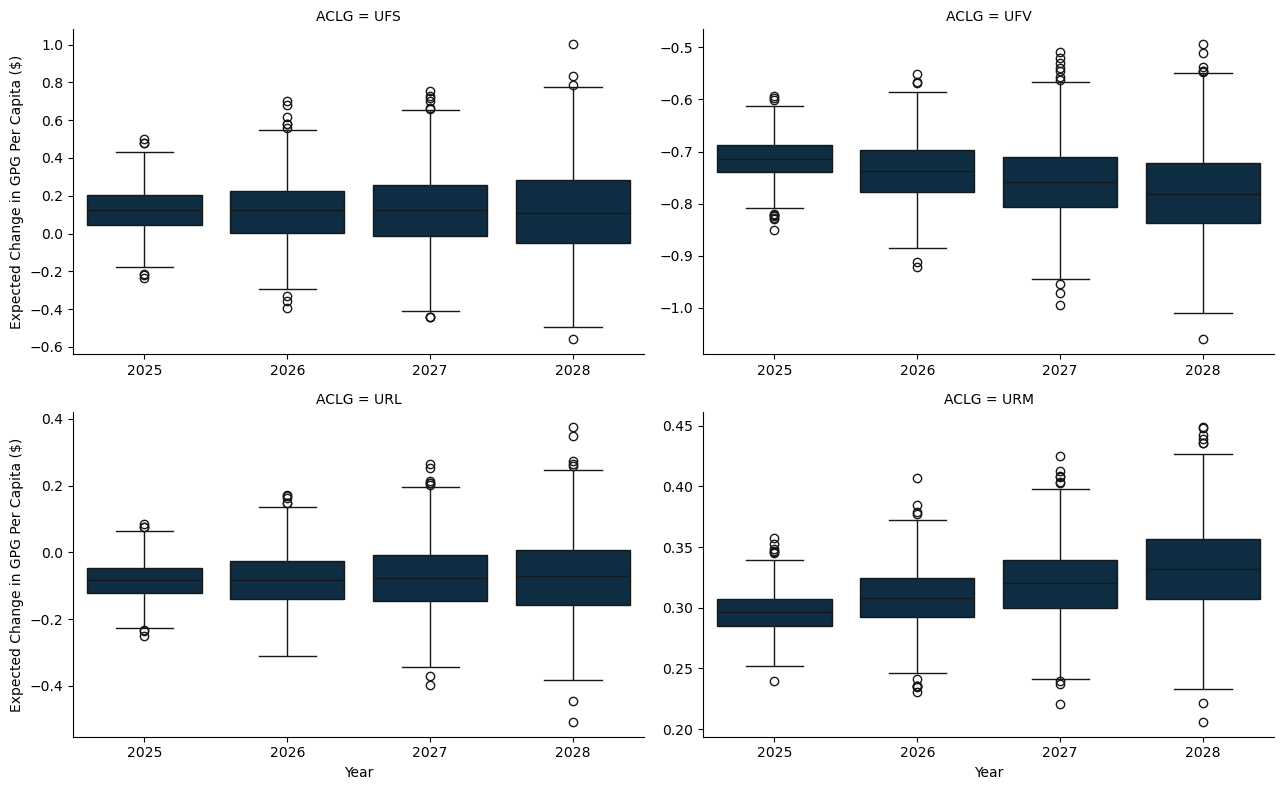 ACLG = UFS
Expected Change in GPG Per Capita ($)
1.0
0.8
0.6
0.4
0.2
0.0
−0.2
−0.4
−0.6
2025 2026 2027 2028
ACLG = UFV
−0.5
−0.6
−0.7
−0.8
−0.9
−1.0
2025 2026 2027 2028
ACLG = URL
Expected Change in GPG Per Capita ($)
0.4
0.2
0.0
−0.2
−0.4
2025 2026 2027 2028
Year
ACLG = URM
0.45
0.40
0.35
0.30
0.25
0.20
2025 2026 2027 2028
Year